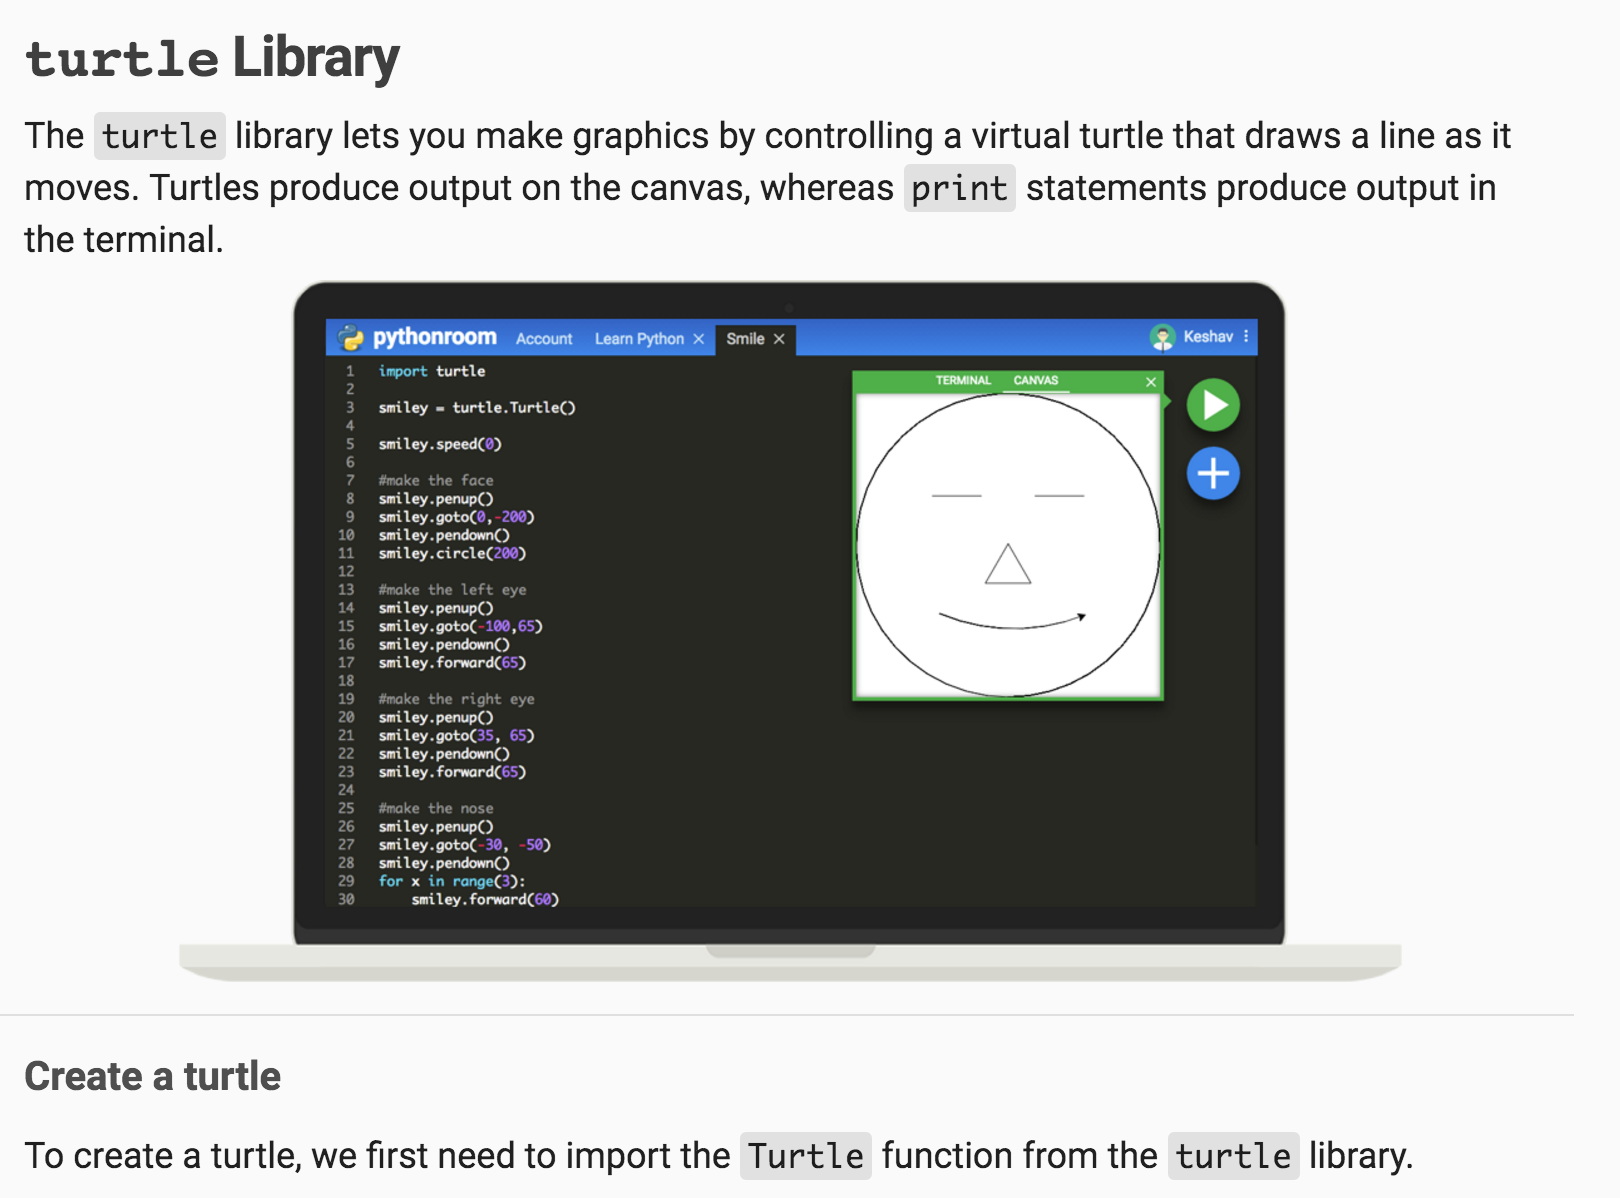 turtle Library
The turtle library lets you make graphics by controlling a virtual turtle that draws a line as it
moves. Turtles produce output on the canvas, whereas print statements produce output in
the terminal.
pythonroom Account Learn Python × Smile × Keshav
TERMINAL CANVAS ×
1 import turtle
2
3 smiley = turtle.Turtle()
4
5 smiley.speed(0)
6
7 #make the face
8 smiley.penup()
9 smiley.goto(0,-200)
10 smiley.pendown()
11 smiley.circle(200)
12
13 #make the left eye
14 smiley.penup()
15 smiley.goto(-100,65)
16 smiley.pendown()
17 smiley.forward(65)
18
19 #make the right eye
20 smiley.penup()
21 smiley.goto(35, 65)
22 smiley.pendown()
23 smiley.forward(65)
24
25 #make the nose
26 smiley.penup()
27 smiley.goto(-30, -50)
28 smiley.pendown()
29 for x in range(3):
30     smiley.forward(60)
Create a turtle
To create a turtle, we first need to import the Turtle function from the turtle library.